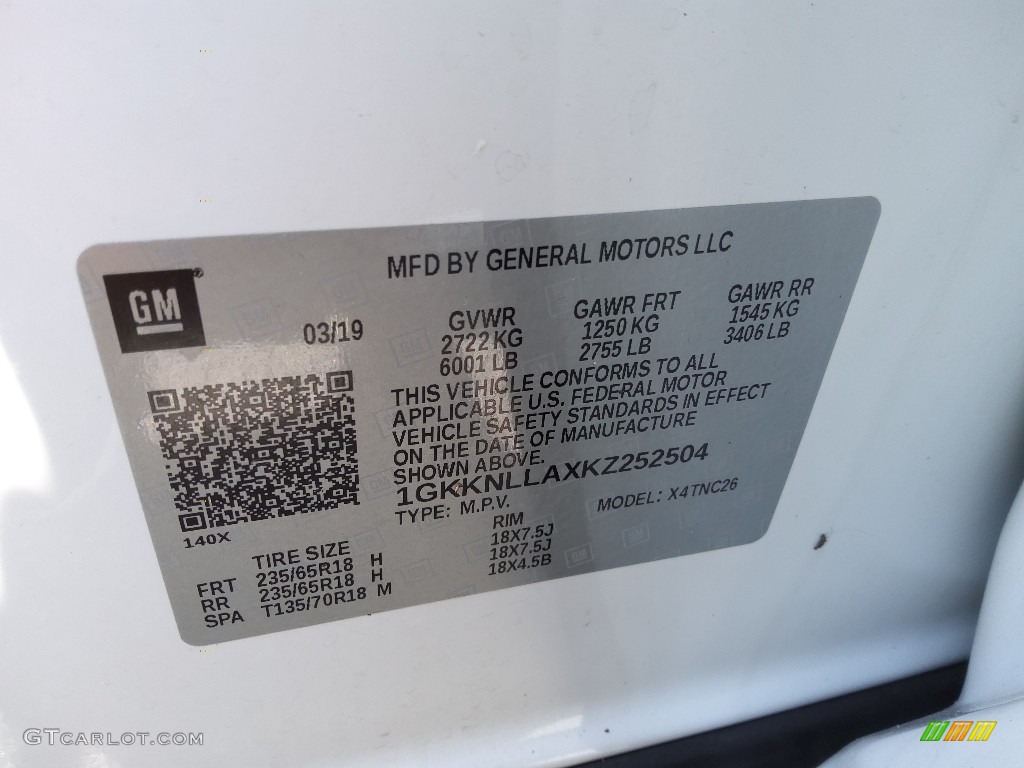 MFD BY GENERAL MOTORS LLC
GM®
03/19
GVWR
2722 KG
6001 LB
GAWR FRT
1250 KG
2755 LB
GAWR RR
1545 KG
3406 LB
THIS VEHICLE CONFORMS TO ALL
APPLICABLE U.S. FEDERAL MOTOR
VEHICLE SAFETY STANDARDS IN EFFECT
ON THE DATE OF MANUFACTURE
SHOWN ABOVE.
1GKKNLLAXKZ252504
TYPE: M.P.V.
MODEL: X4TNC26
140X
TIRE SIZE RIM
FRT 235/65R18 H 18X7.5J
RR 235/65R18 H 18X7.5J
SPA T135/70R18 M 18X4.5B
GTCARLOT.COM